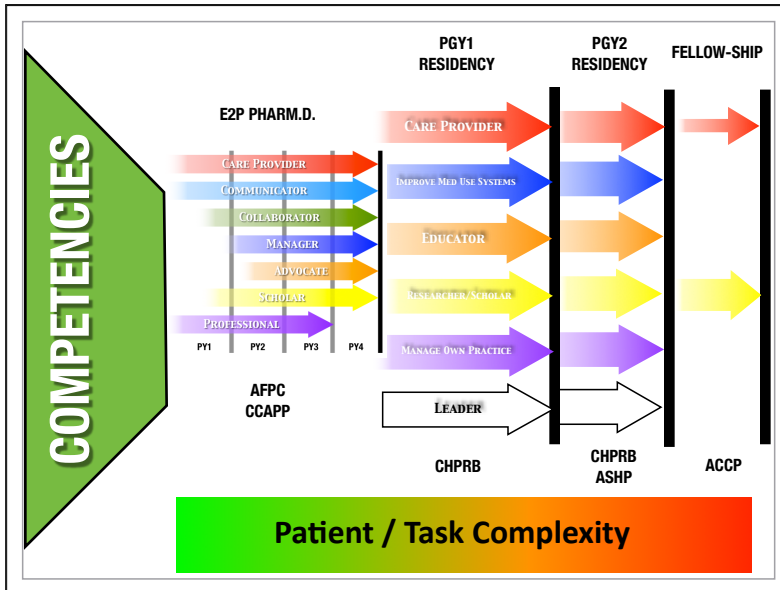 COMPETENCIES
E2P PHARM.D.
PGY1
RESIDENCY
PGY2
RESIDENCY
FELLOW-SHIP
CARE PROVIDER
COMMUNICATOR
COLLABORATOR
MANAGER
ADVOCATE
SCHOLAR
PROFESSIONAL
PY1
PY2
PY3
PY4
AFPC
CCAPP
CARE PROVIDER
IMPROVE MED USE SYSTEMS
EDUCATOR
RESEARCHER/SCHOLAR
MANAGE OWN PRACTICE
LEADER
CHPRB
CHPRB
ASHP
ACCP
Patient / Task Complexity